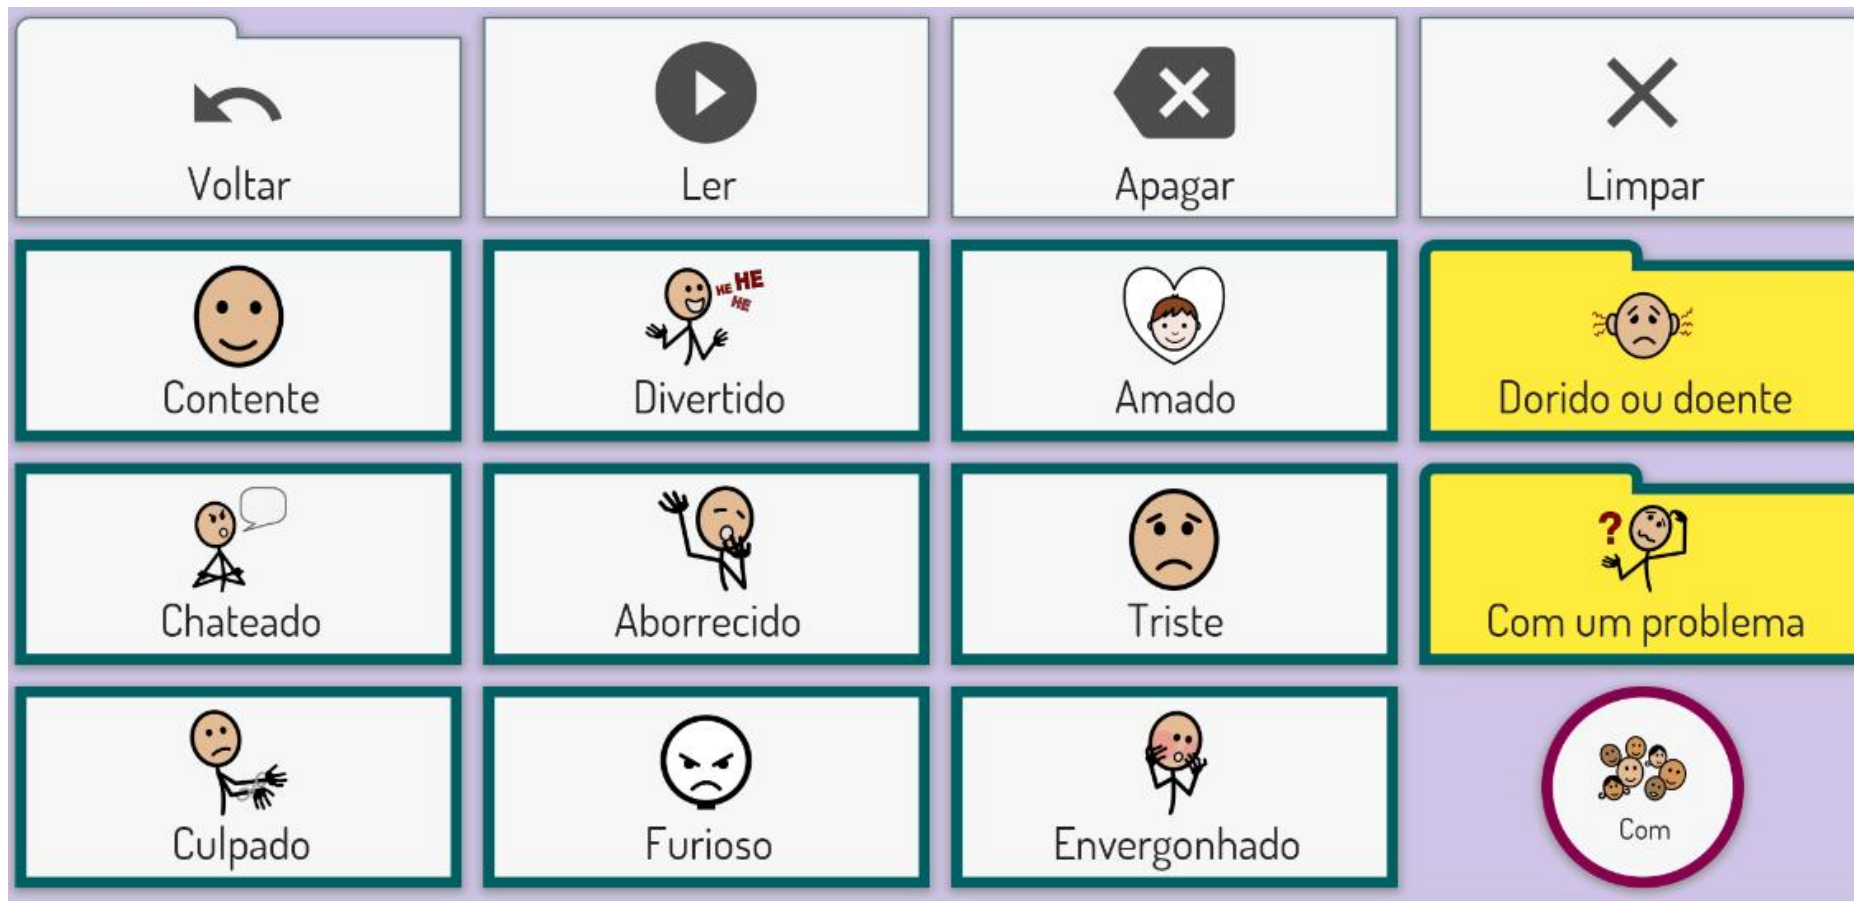 Voltar
Ler
Apagar
Limpar
Contente
HE HE
HE
Divertido
Amado
Dorido ou doente
Chateado
Aborrecido
Triste
?
Com um problema
Culpado
Furioso
Envergonhado
Com